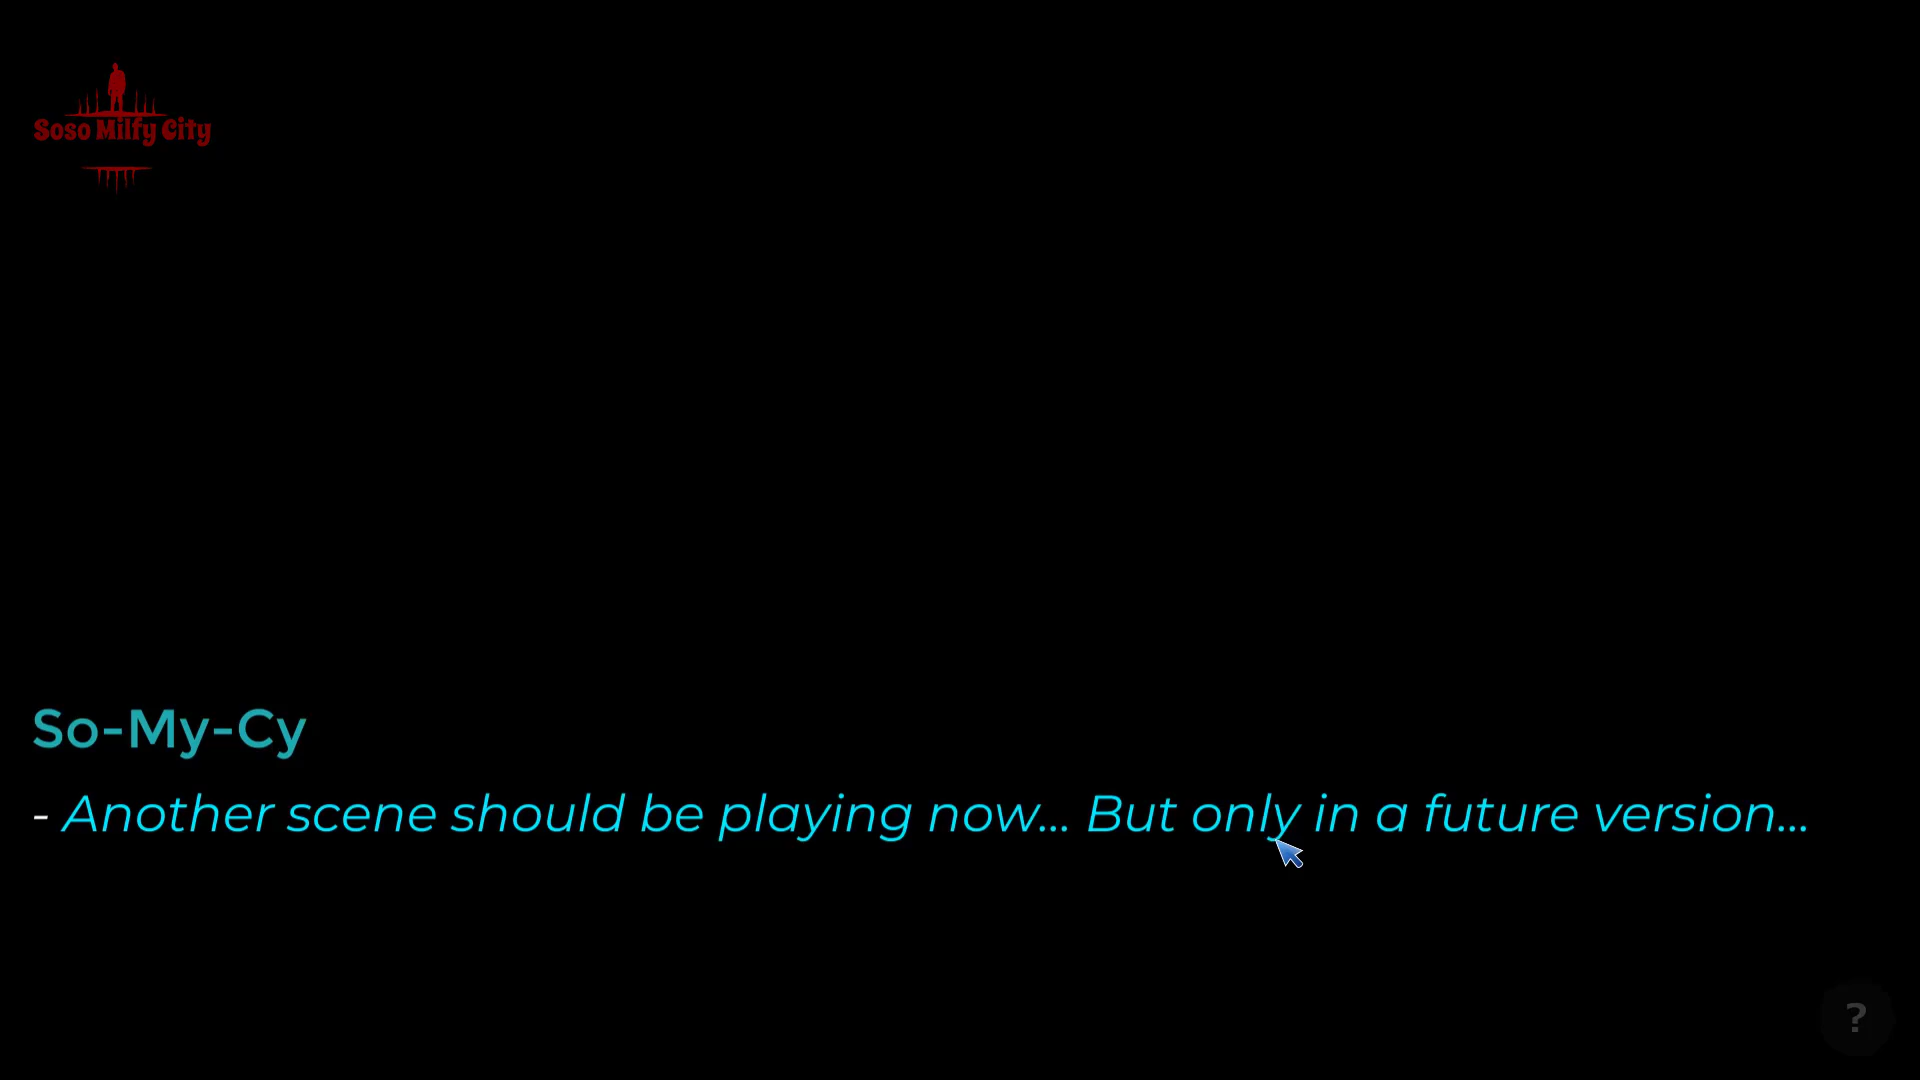 Soso Milfy City
So-My-Cy
- Another scene should be playing now... But only in a future version...
?